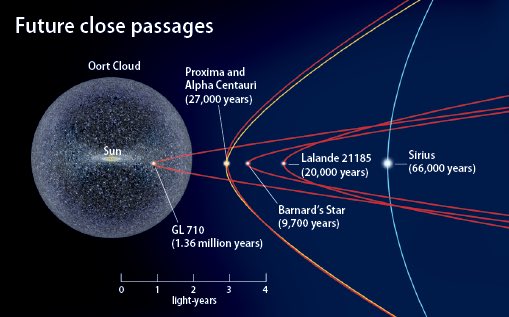 Future close passages
Oort Cloud
Proxima and
Alpha Centauri
(27,000 years)
Sun
Lalande 21185
(20,000 years)
Sirius
(66,000 years)
Barnard's Star
(9,700 years)
GL 710
(1.36 million years)
0 1 2 3 4
light-years